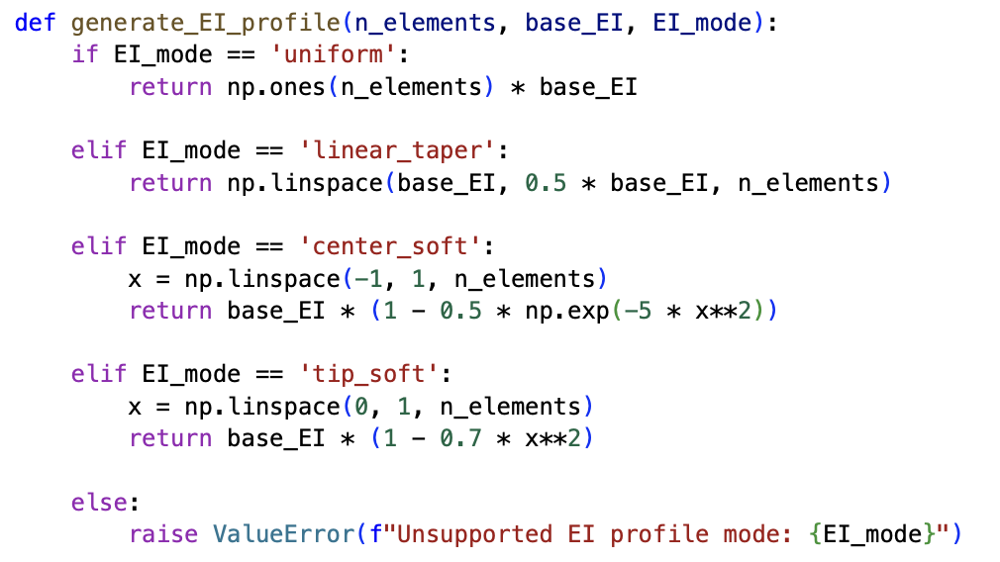 def generate_EI_profile(n_elements, base_EI, EI_mode):
    if EI_mode == 'uniform':
        return np.ones(n_elements) * base_EI

    elif EI_mode == 'linear_taper':
        return np.linspace(base_EI, 0.5 * base_EI, n_elements)

    elif EI_mode == 'center_soft':
        x = np.linspace(-1, 1, n_elements)
        return base_EI * (1 - 0.5 * np.exp(-5 * x**2))

    elif EI_mode == 'tip_soft':
        x = np.linspace(0, 1, n_elements)
        return base_EI * (1 - 0.7 * x**2)

    else:
        raise ValueError(f"Unsupported EI profile mode: {EI_mode}")